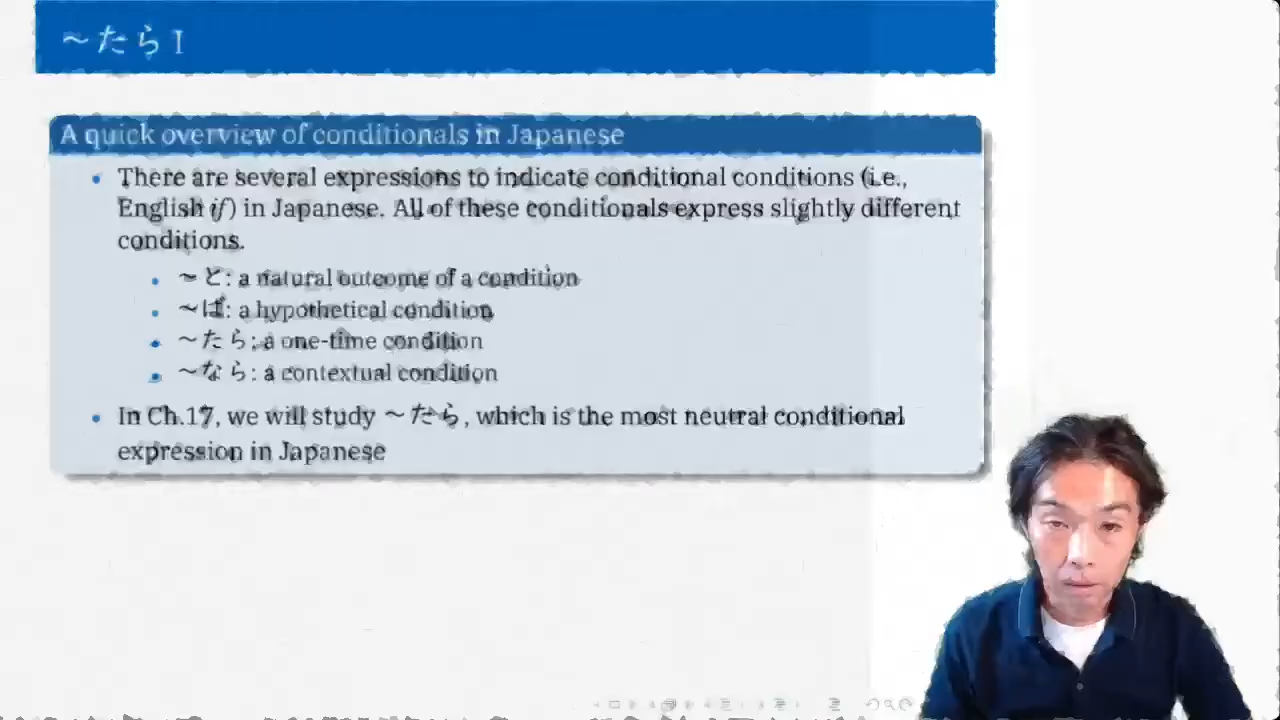 ～たら I
A quick overview of conditionals in Japanese
There are several expressions to indicate conditional conditions (i.e.,
English if) in Japanese. All of these conditionals express slightly different
conditions.
～と: a natural outcome of a condition
～ば: a hypothetical condition
～たら: a one-time condition
～なら: a contextual condition
In Ch.17, we will study ～たら, which is the most neutral conditional
expression in Japanese